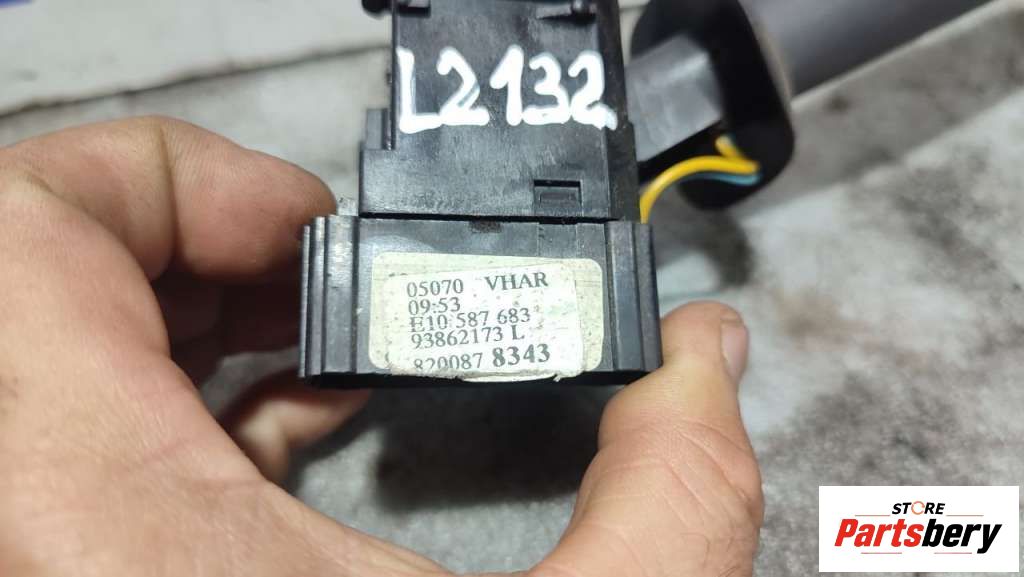 L2132
05070 VHAR
09:53
E10 587 683
93862173 L
820087 8343
STORE
Partsbery